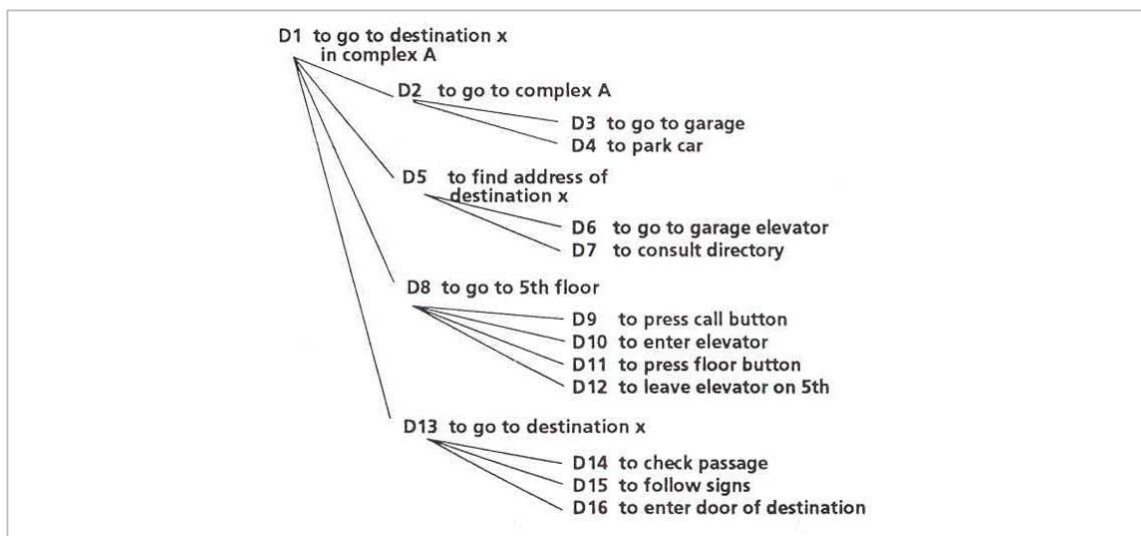 D1 to go to destination x
in complex A
D2 to go to complex A
D3 to go to garage
D4 to park car
D5 to find address of
destination x
D6 to go to garage elevator
D7 to consult directory
D8 to go to 5th floor
D9 to press call button
D10 to enter elevator
D11 to press floor button
D12 to leave elevator on 5th
D13 to go to destination x
D14 to check passage
D15 to follow signs
D16 to enter door of destination